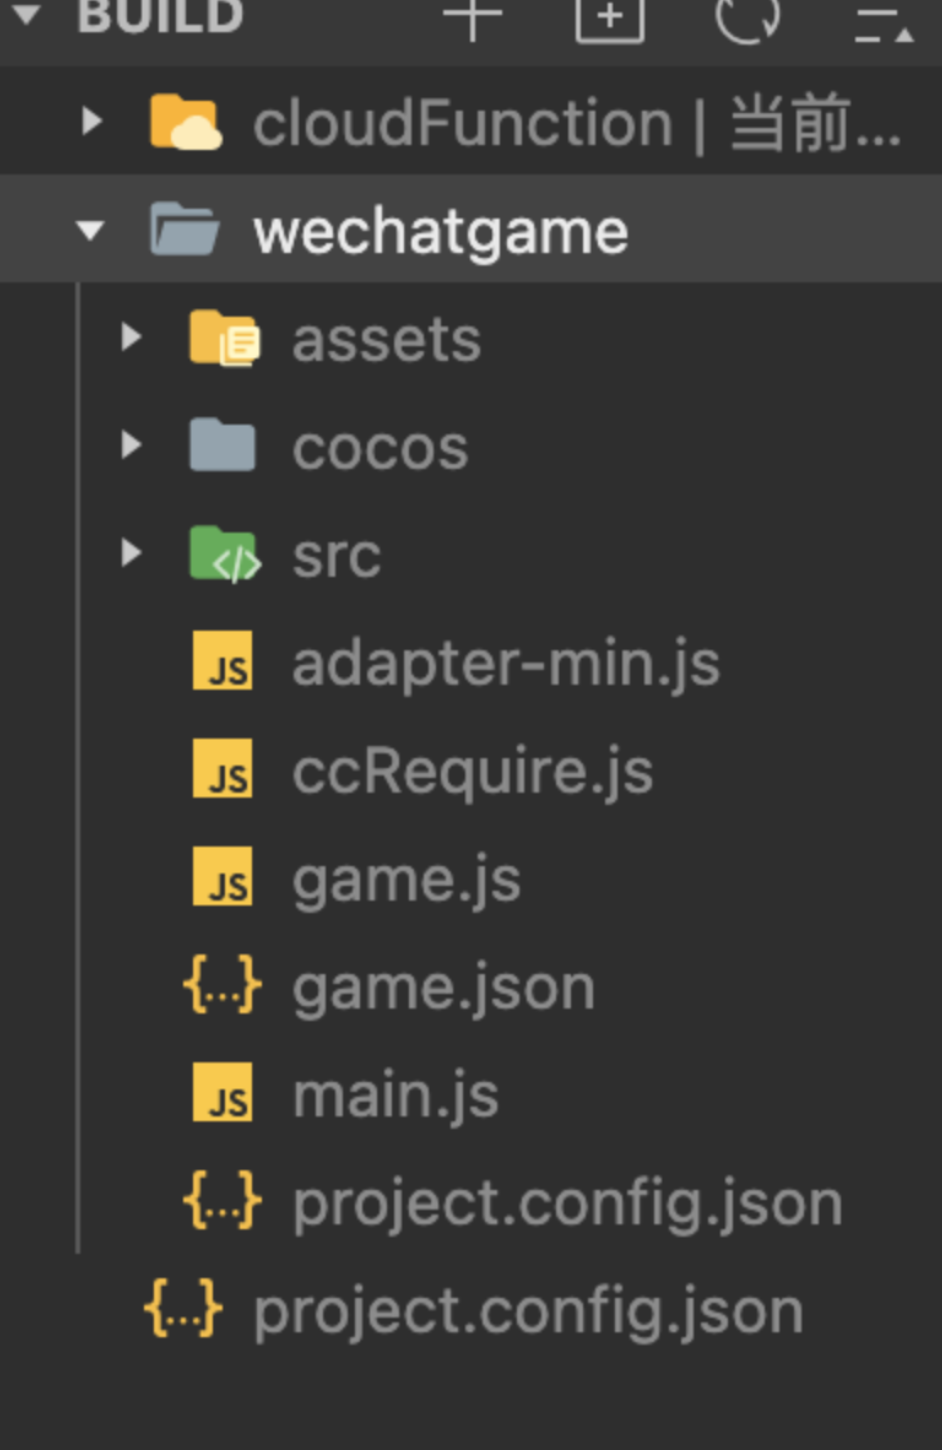 BUILD
cloudFunction | 当前...
wechatgame
assets
cocos
src
JS adapter-min.js
JS ccRequire.js
JS game.js
{...} game.json
JS main.js
{...} project.config.json
{...} project.config.json